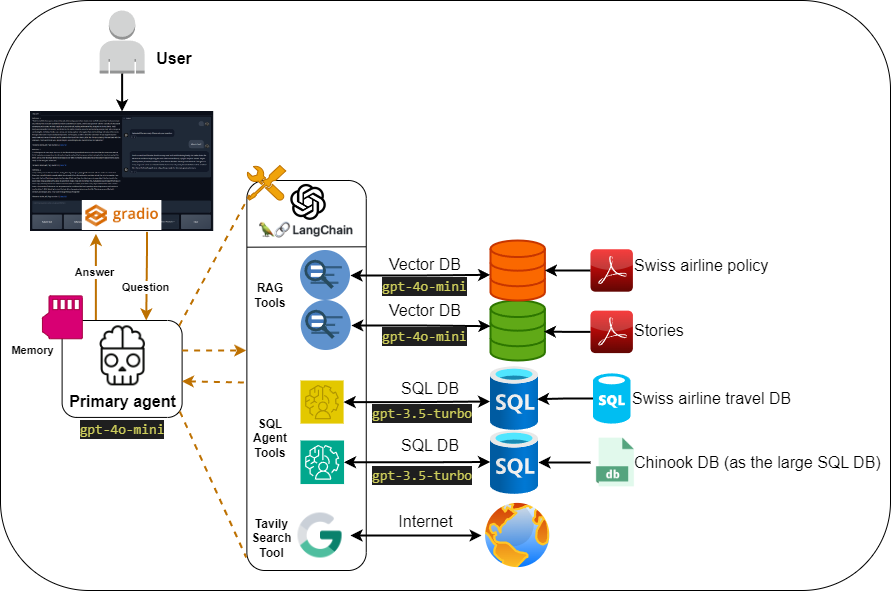 User
gradio
Answer
Question
Memory
Primary agent
gpt-4o-mini
LangChain
RAG
Tools
Vector DB
gpt-4o-mini
Swiss airline policy
Vector DB
gpt-4o-mini
Stories
SQL
Agent
Tools
SQL DB
gpt-3.5-turbo
SQL
SQL
Swiss airline travel DB
SQL DB
gpt-3.5-turbo
SQL
db
Chinook DB (as the large SQL DB)
Tavily
Search
Tool
Internet